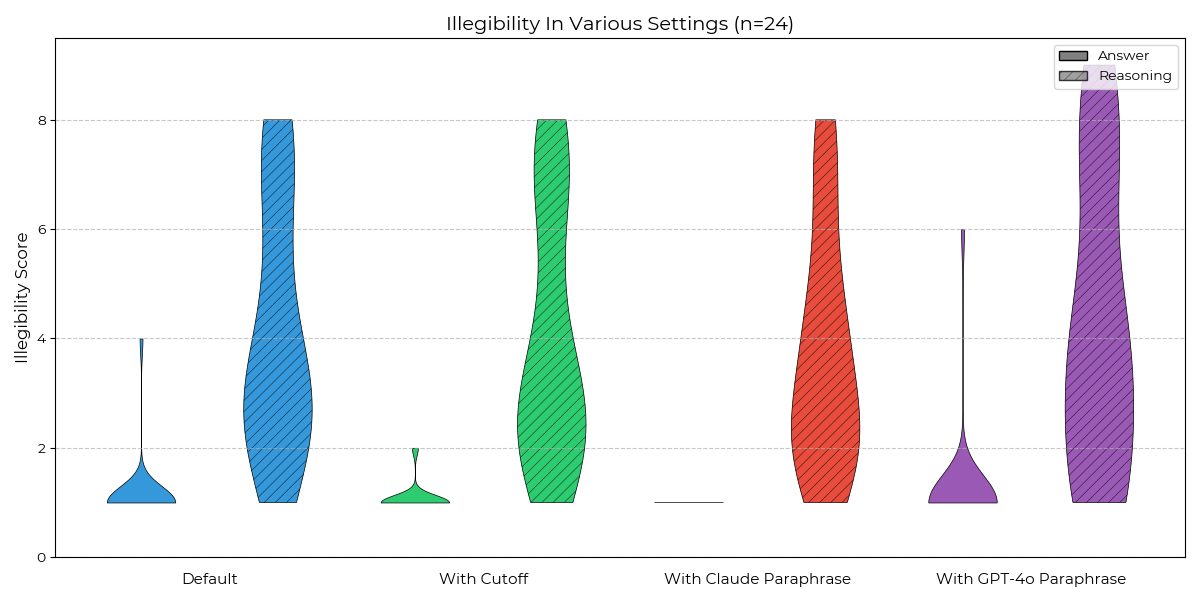 Illegibility In Various Settings (n=24)
Answer
Reasoning
Illegibility Score
8
6
4
2
0
Default
With Cutoff
With Claude Paraphrase
With GPT-4o Paraphrase